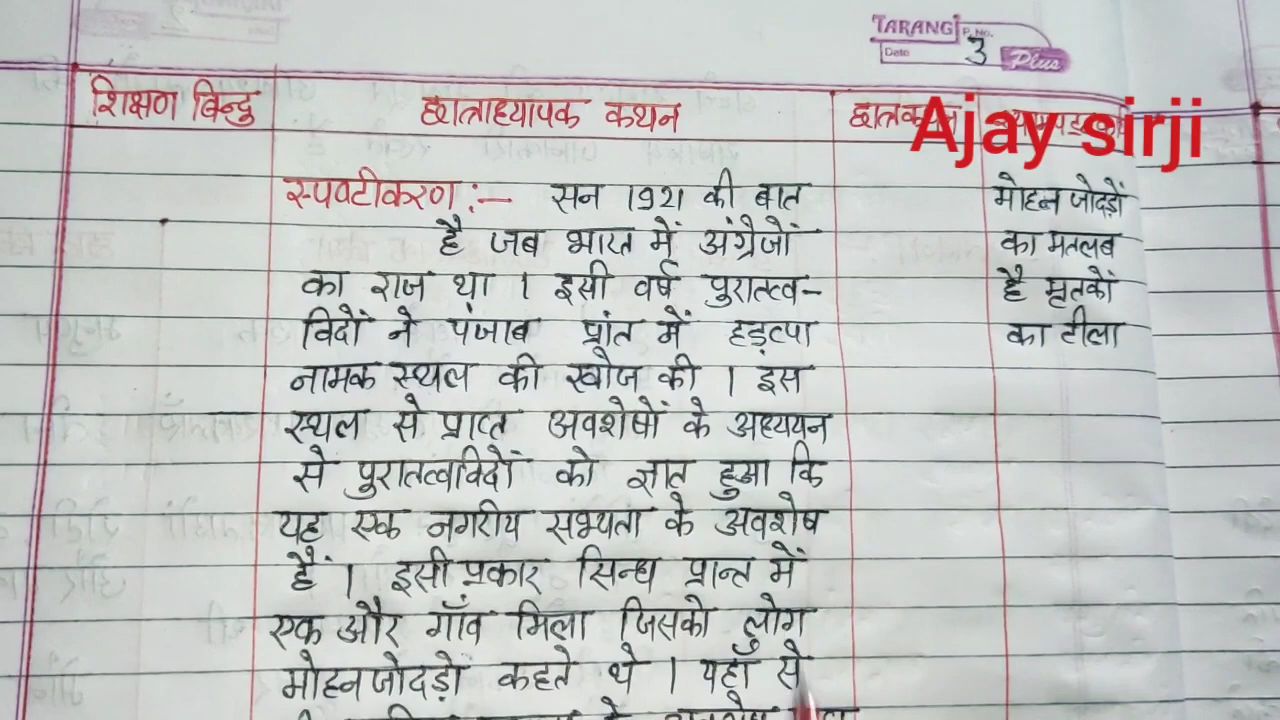 TARANG P. No.
Date 3 Plus
शिक्षण बिन्दु छात्राध्यापक कथन
Ajay sirji
स्पष्टीकरण :— सन 1921 की बात
है जब भारत में अंग्रेजों
का राज था । इसी वर्ष पुरातत्व-
विदों ने पंजाब प्रांत में हड़प्पा
नामक स्थल की खोज की । इस
स्थल से प्राप्त अवशेषों के अध्ययन
से पुरातत्वविदों को ज्ञात हुआ कि
यह एक नगरीय सभ्यता के अवशेष
हैं । इसी प्रकार सिन्ध प्रान्त में
एक और गाँव मिला जिसको लोग
मोहनजोदड़ो कहते थे । यहाँ से
मोहनजोदड़ों
का मतलब
है मृतकों
का टीला